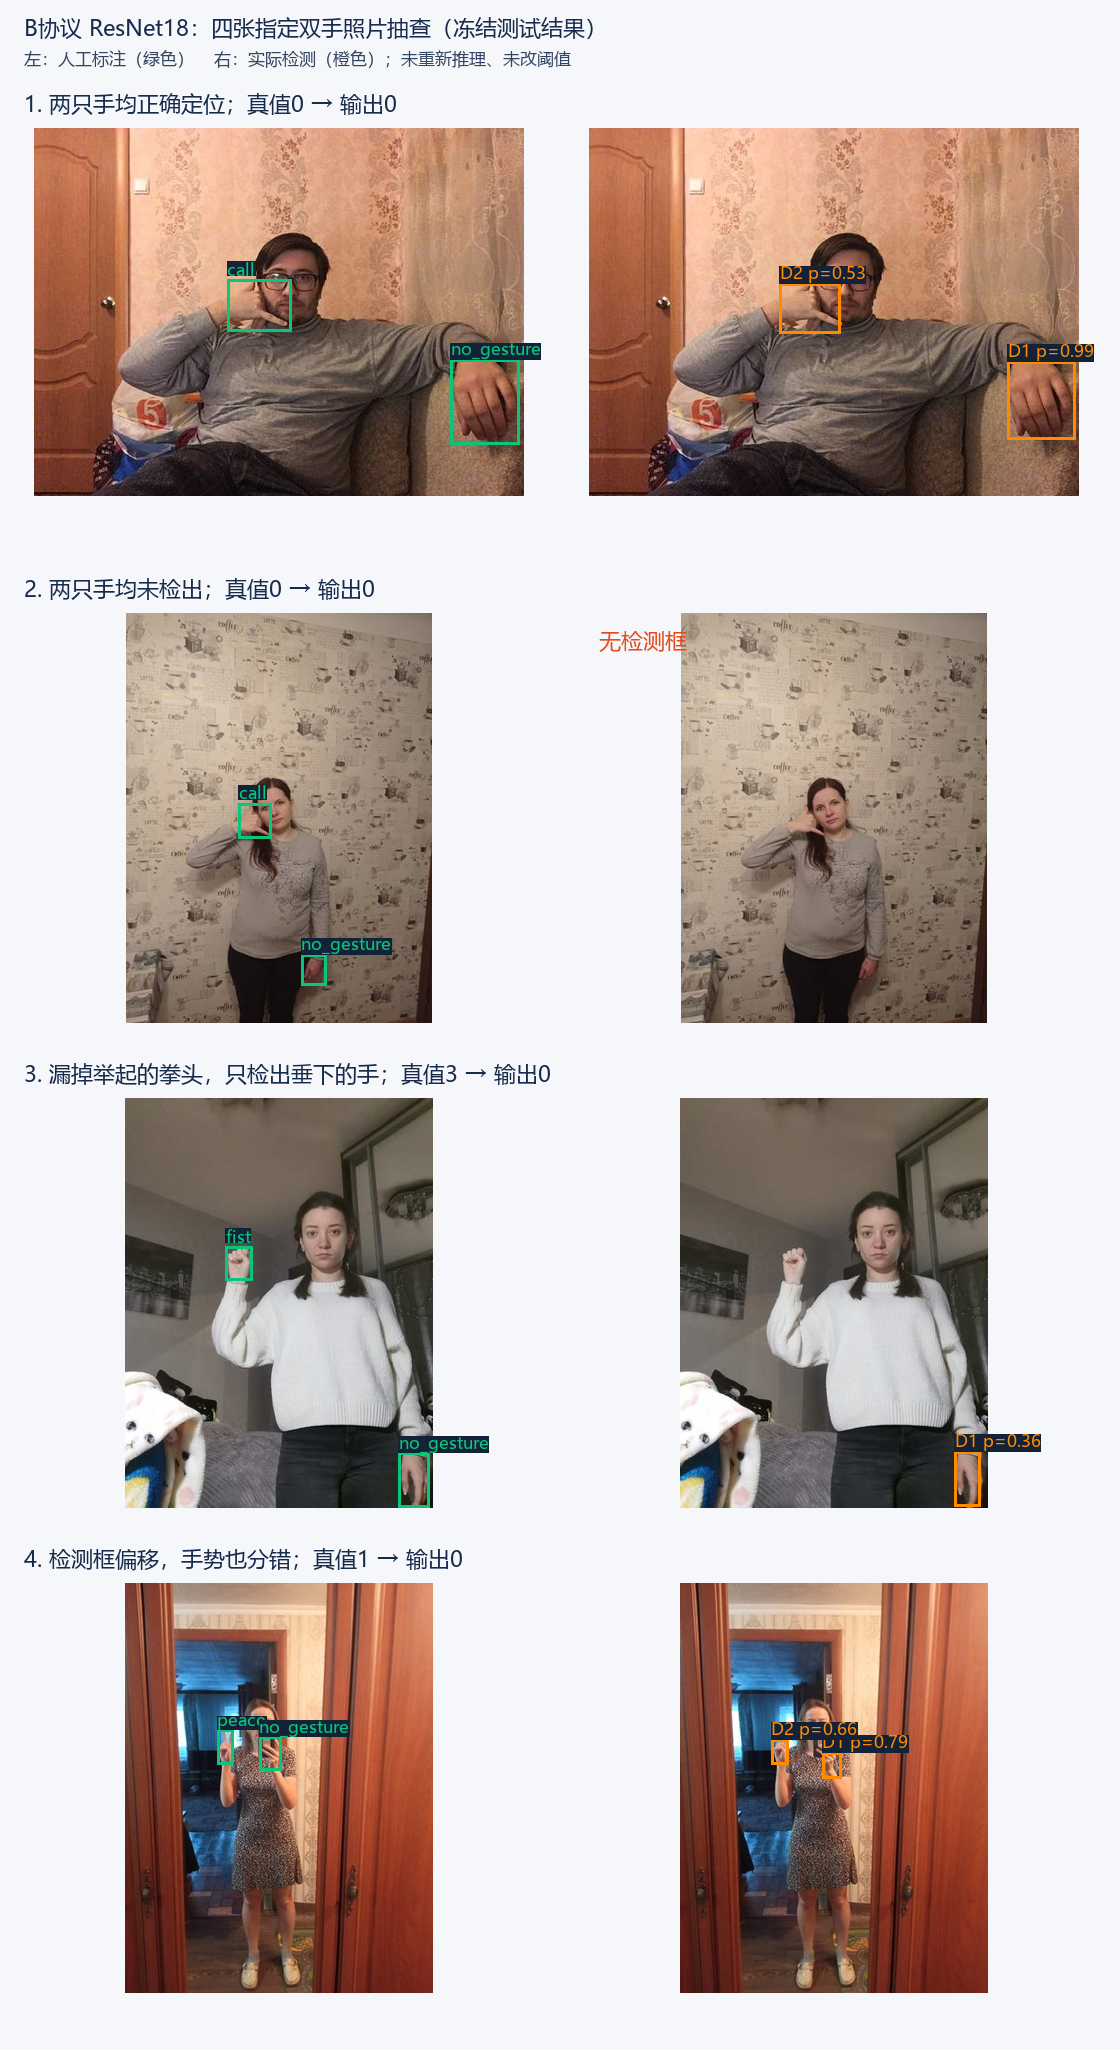 B协议 ResNet18：四张指定双手照片抽查（冻结测试结果）
左：人工标注（绿色） 右：实际检测（橙色）；未重新推理、未改阈值
1. 两只手均正确定位；真值0 → 输出0
call
no_gesture
5
D2 p=0.53
D1 p=0.99
5
2. 两只手均未检出；真值0 → 输出0
call
no_gesture
无检测框
3. 漏掉举起的拳头，只检出垂下的手；真值3 → 输出0
fist
no_gesture
D1 p=0.36
4. 检测框偏移，手势也分错；真值1 → 输出0
peace
no_gesture
D2 p=0.66
D1 p=0.79